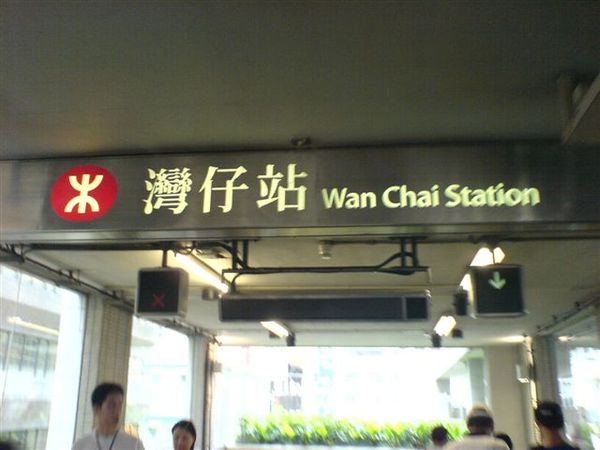 灣仔站 Wan Chai Station